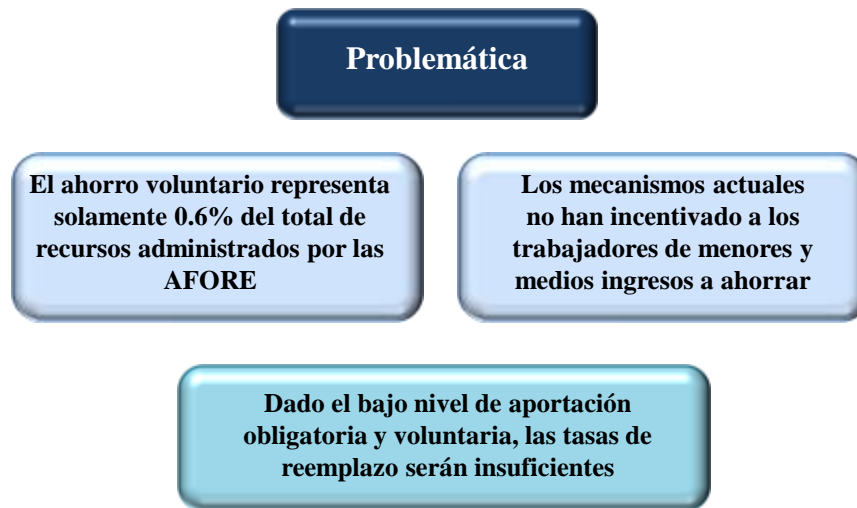 Problemática
El ahorro voluntario representa
solamente 0.6% del total de
recursos administrados por las
AFORE
Los mecanismos actuales
no han incentivado a los
trabajadores de menores y
medios ingresos a ahorrar
Dado el bajo nivel de aportación
obligatoria y voluntaria, las tasas de
reemplazo serán insuficientes